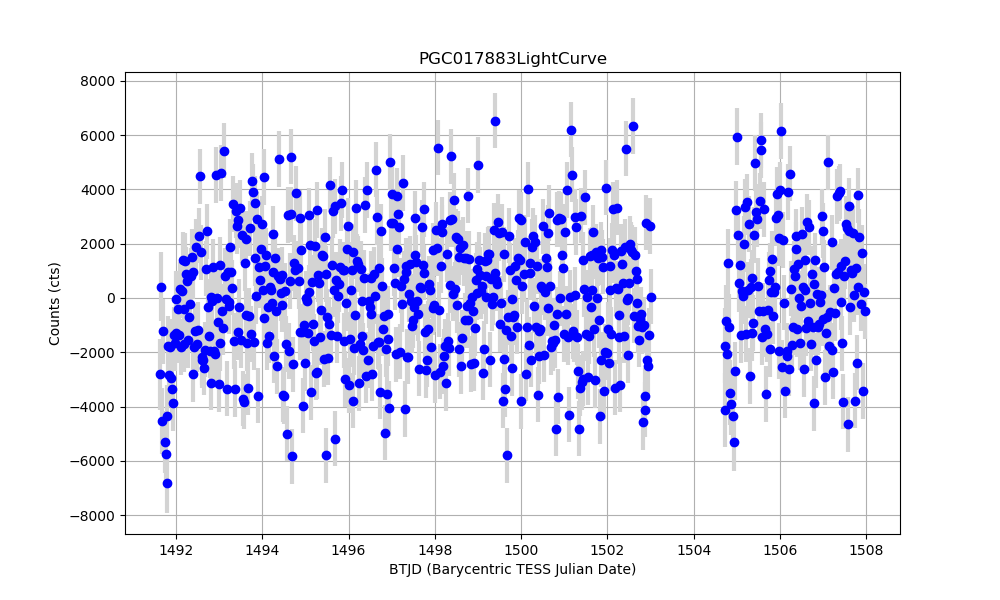 PGC017883LightCurve
Counts (cts)
8000
6000
4000
2000
0
−2000
−4000
−6000
−8000
1492 1494 1496 1498 1500 1502 1504 1506 1508
BTJD (Barycentric TESS Julian Date)